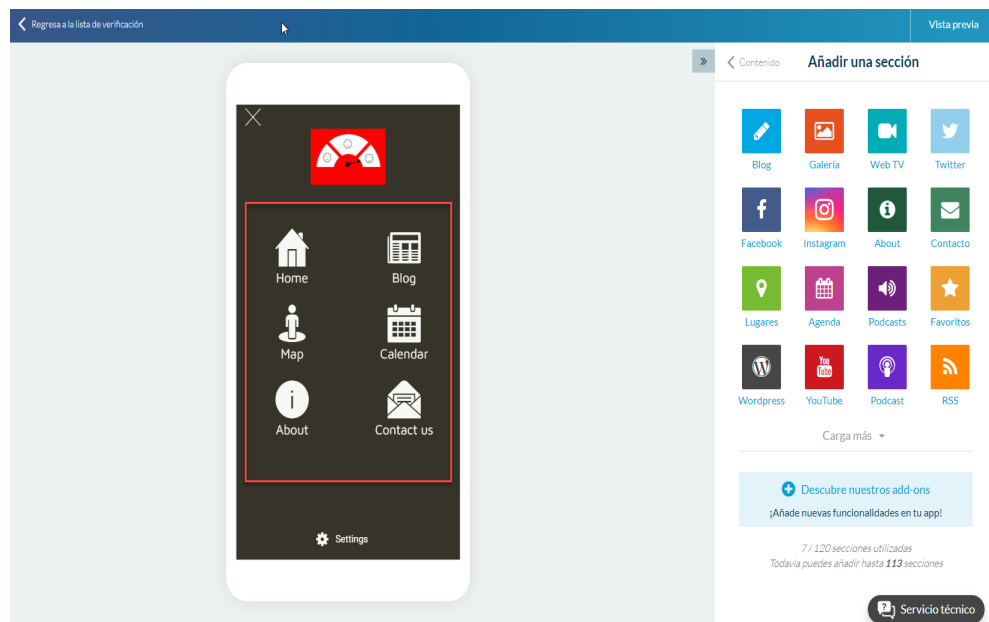 Regresa a la lista de verificación
Vista previa
Contenido
Añadir una sección
Home
Blog
Map
Calendar
About
Contact us
Settings
Blog
Galería
Web TV
Twitter
Facebook
Instagram
About
Contacto
Lugares
Agenda
Podcasts
Favoritos
Wordpress
YouTube
Podcast
RSS
You
Tube
Carga más
Descubre nuestros add-ons
¡Añade nuevas funcionalidades en tu app!
7 / 120 secciones utilizadas
Todavía puedes añadir hasta 113 secciones
Servicio técnico